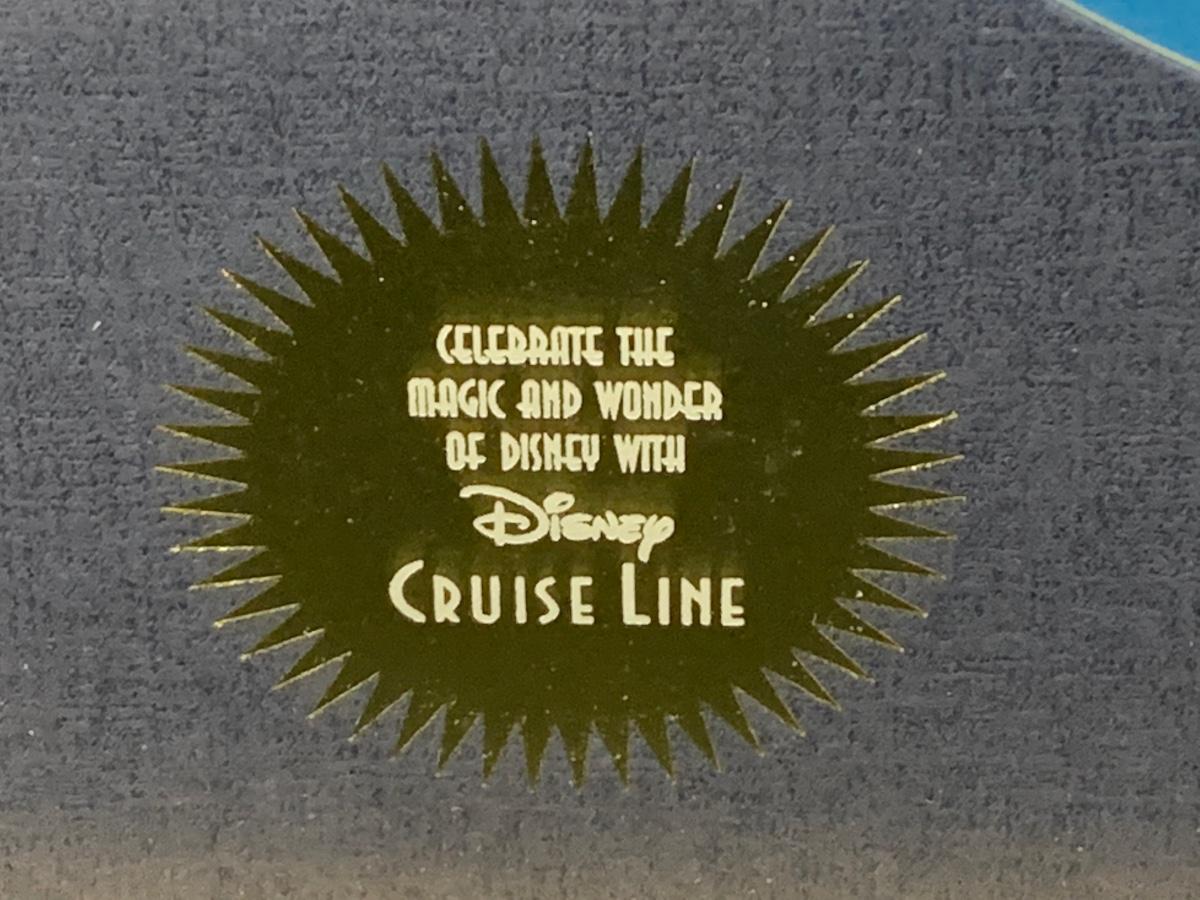 CELEBRATE THE
MAGIC AND WONDER
OF DISNEY WITH
Disney
CRUISE LINE